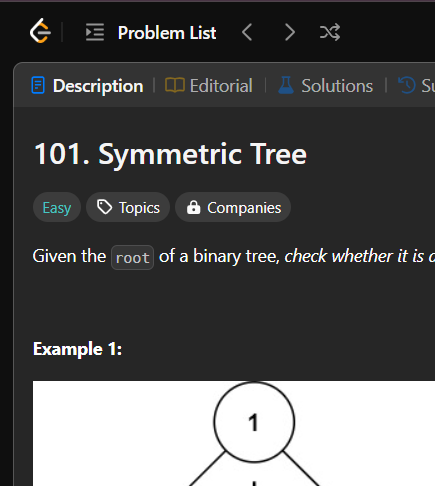 Problem List
Description Editorial Solutions
101. Symmetric Tree
Easy Topics Companies
Given the root of a binary tree, check whether it is
Example 1:
1